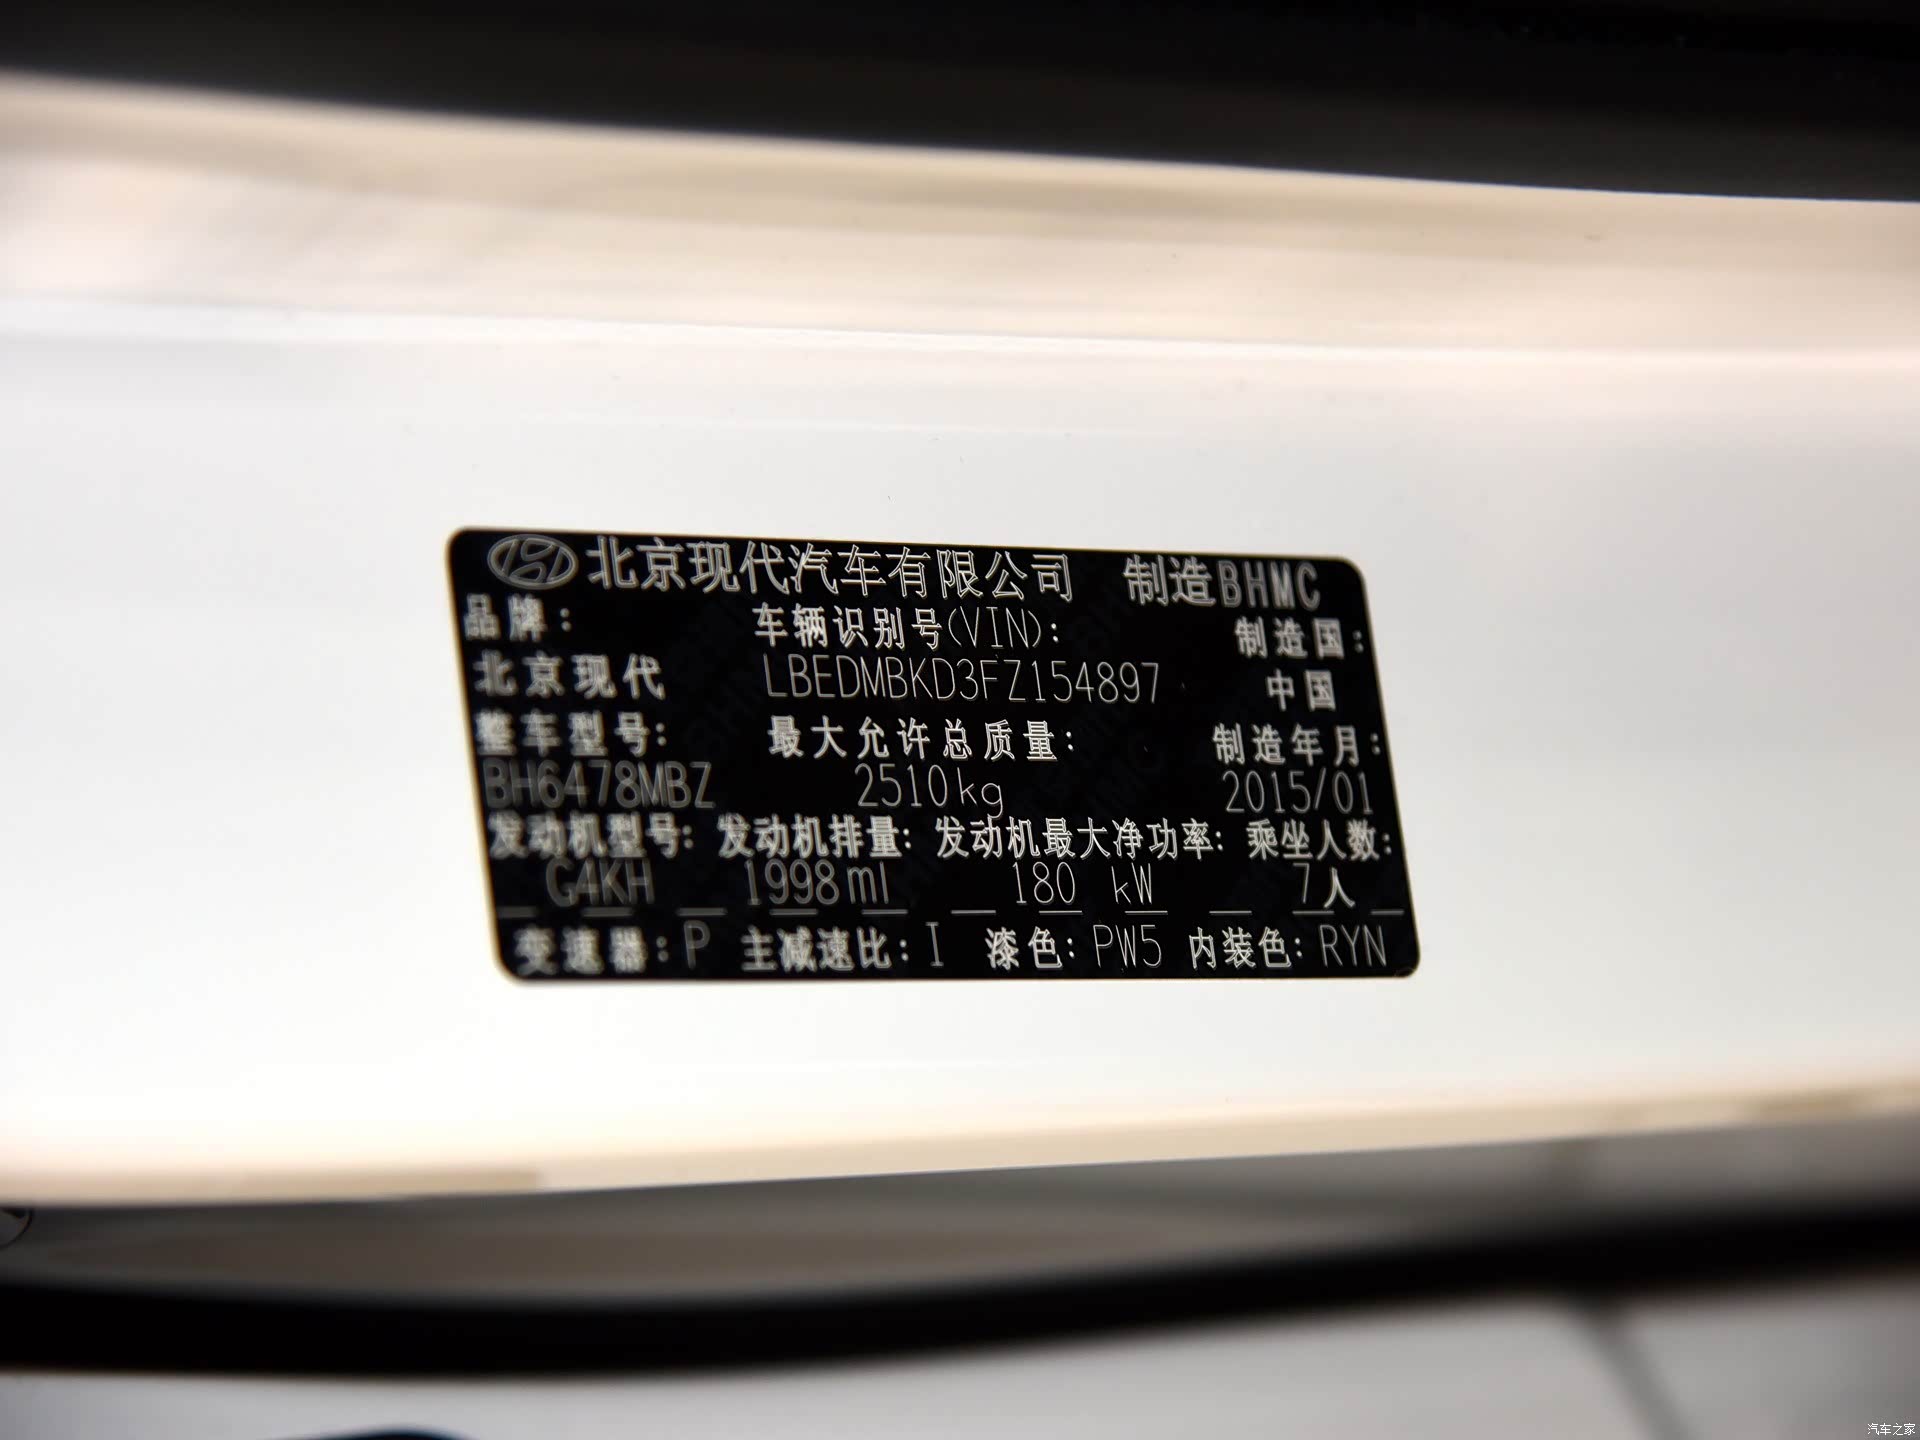 北京现代汽车有限公司 制造BHMC
品牌： 车辆识别号(VIN)： 制造国：
北京现代 LBEDMBKD3FZ154897 中国
整车型号： 最大允许总质量： 制造年月：
BH6478MBZ 2510kg 2015/01
发动机型号： 发动机排量： 发动机最大净功率： 乘坐人数：
G4KH 1998ml 180 kW 7人
变速器：P 主减速比：I 漆色：PW5 内装色：RYN
汽车之家